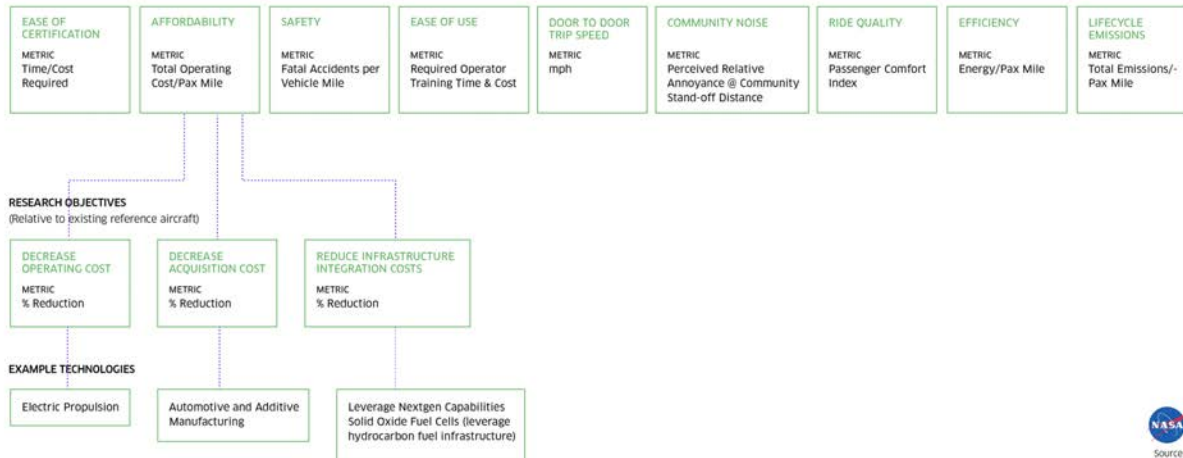 EASE OF
CERTIFICATION
METRIC
Time/Cost
Required
AFFORDABILITY
METRIC
Total Operating
Cost/Pax Mile
SAFETY
METRIC
Fatal Accidents per
Vehicle Mile
EASE OF USE
METRIC
Required Operator
Training Time & Cost
DOOR TO DOOR
TRIP SPEED
METRIC
mph
COMMUNITY NOISE
METRIC
Perceived Relative
Annoyance @ Community
Stand-off Distance
RIDE QUALITY
METRIC
Passenger Comfort
Index
EFFICIENCY
METRIC
Energy/Pax Mile
LIFECYCLE
EMISSIONS
METRIC
Total Emissions/-
Pax Mile
RESEARCH OBJECTIVES
(Relative to existing reference aircraft)
DECREASE
OPERATING COST
METRIC
% Reduction
DECREASE
ACQUISITION COST
METRIC
% Reduction
REDUCE INFRASTRUCTURE
INTEGRATION COSTS
METRIC
% Reduction
EXAMPLE TECHNOLOGIES
Electric Propulsion
Automotive and Additive
Manufacturing
Leverage Nextgen Capabilities
Solid Oxide Fuel Cells (leverage
hydrocarbon fuel infrastructure)
NASA
Source